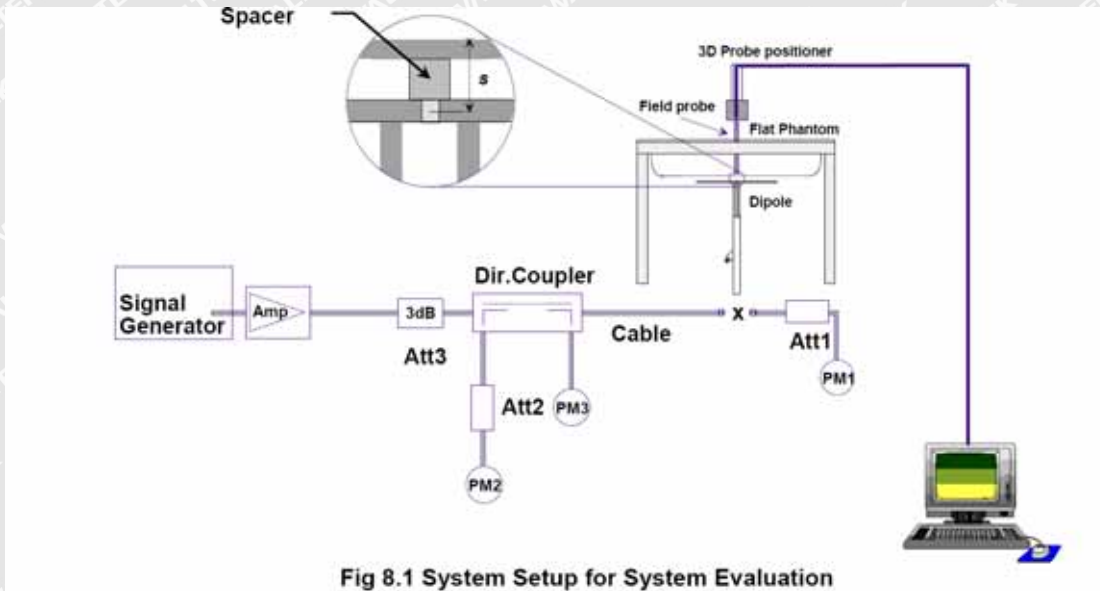 Spacer
s
3D Probe positioner
Field probe
Flat Phantom
Dipole
Signal
Generator
Amp
3dB
Att3
Dir.Coupler
Cable
x
Att1
PM1
Att2
PM3
PM2
Fig 8.1 System Setup for System Evaluation